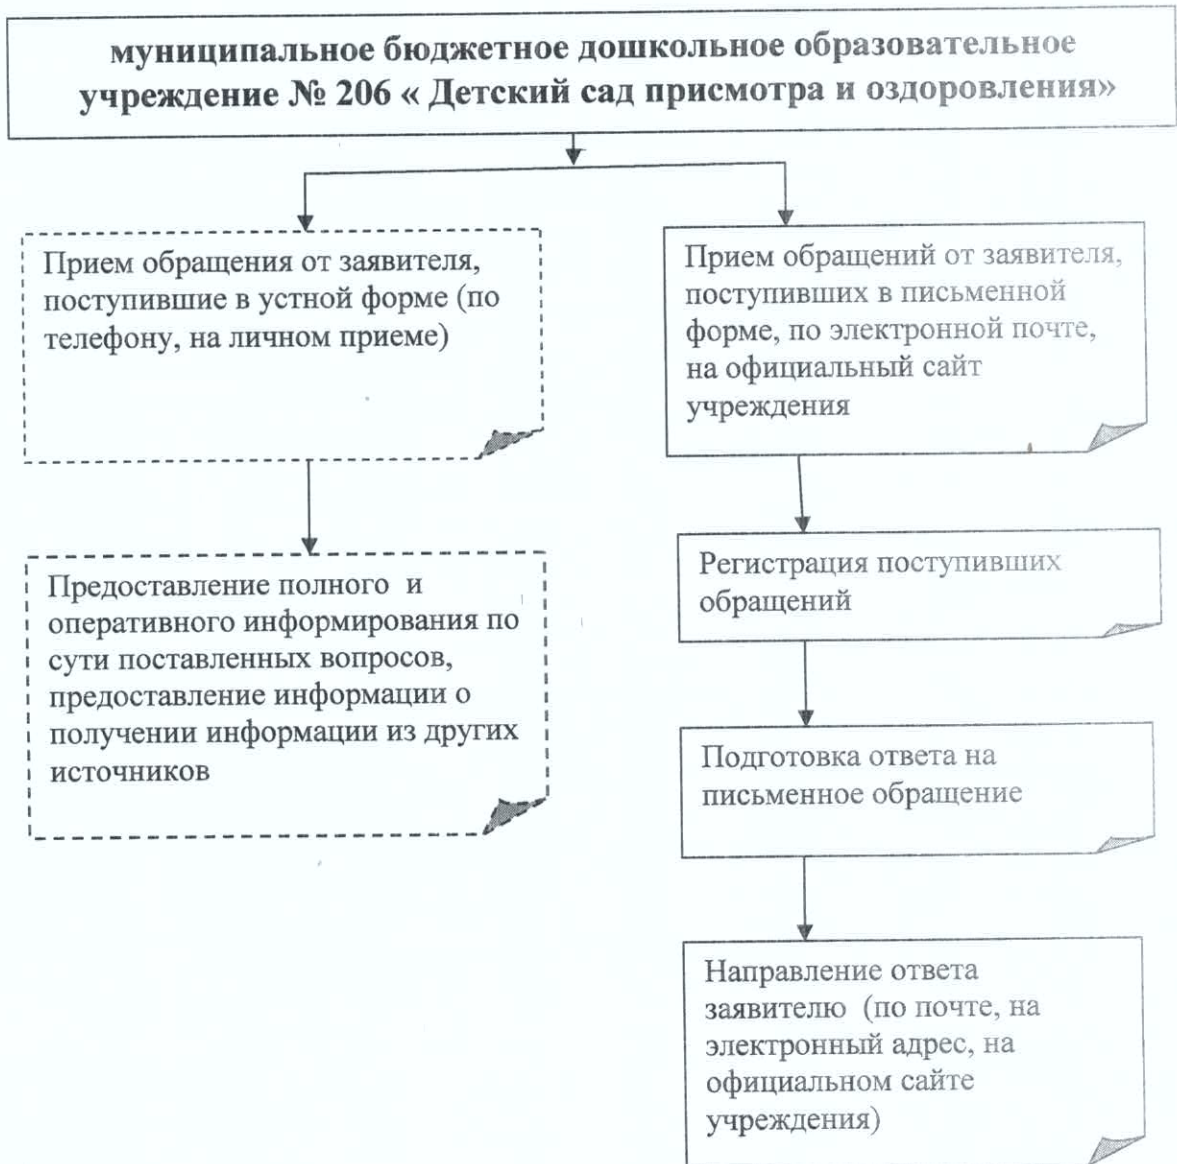 муниципальное бюджетное дошкольное образовательное
учреждение № 206 « Детский сад присмотра и оздоровления»
Прием обращения от заявителя,
поступившие в устной форме (по
телефону, на личном приеме)
Предоставление полного и
оперативного информирования по
сути поставленных вопросов,
предоставление информации о
получении информации из других
источников
Прием обращений от заявителя,
поступивших в письменной
форме, по электронной почте,
на официальный сайт
учреждения
Регистрация поступивших
обращений
Подготовка ответа на
письменное обращение
Направление ответа
заявителю (по почте, на
электронный адрес, на
официальном сайте
учреждения)